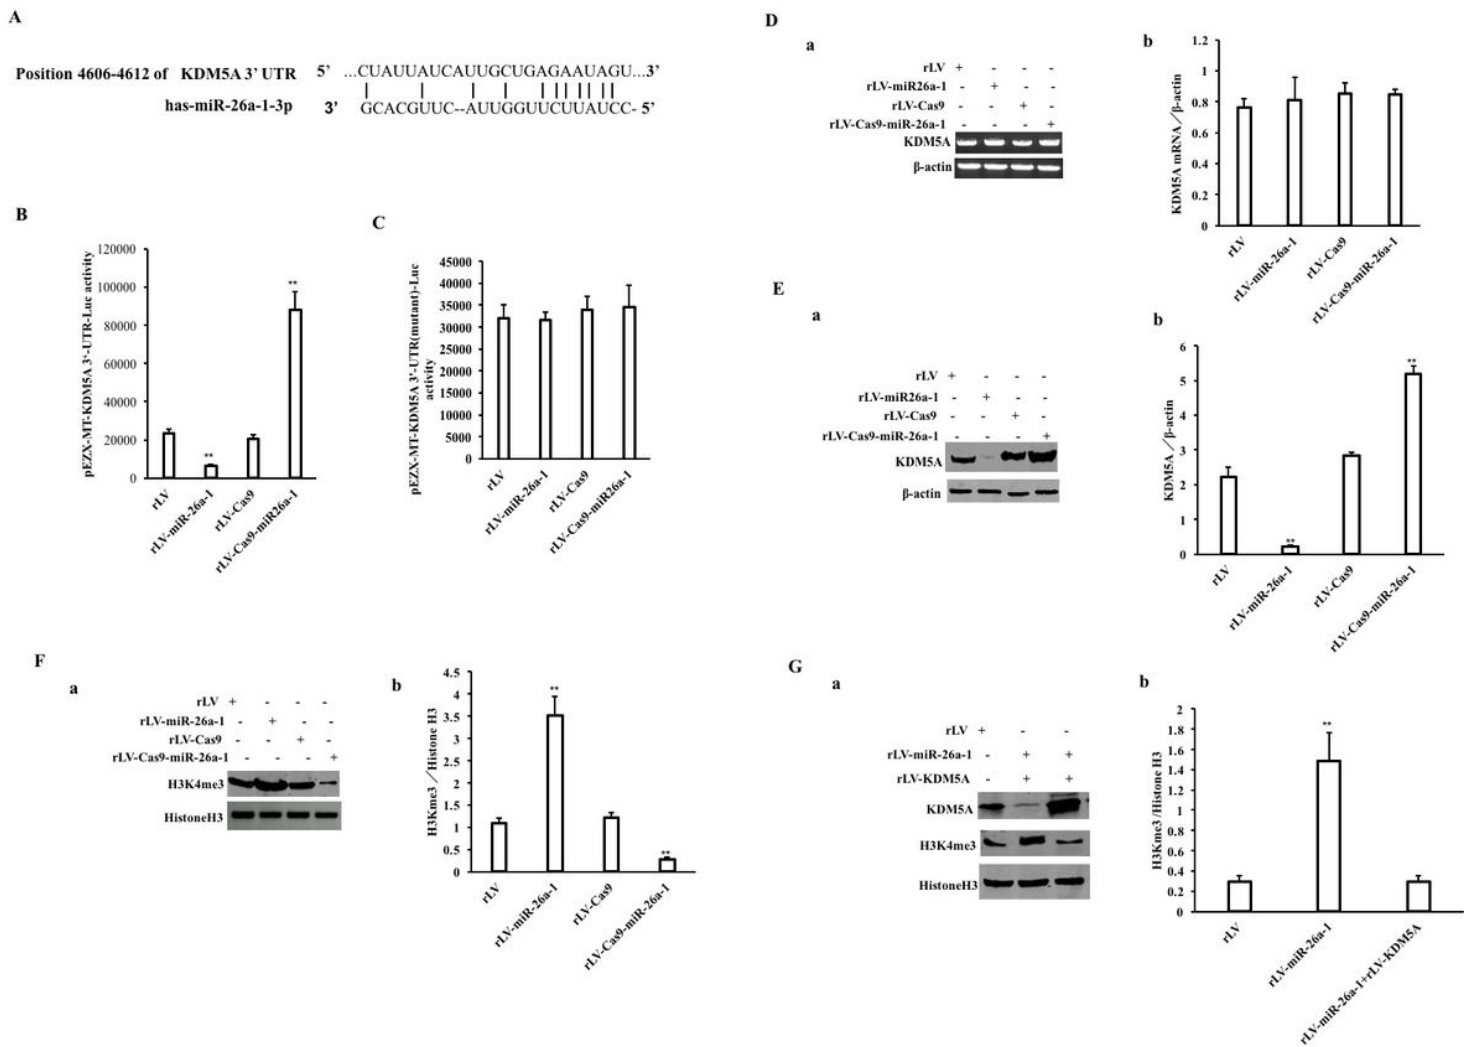 A
Position 4606-4612 of KDM5A 3’ UTR 5’ ...CUAUUAUCAUUGCUGAGAAUAGU...3’
has-miR-26a-1-3p 3’ GCACGUUC--AUUGGUUCUUAUCC- 5’
B
pEZX-MT-KDM5A 3'-UTR-Luc activity
120000
100000
80000
60000
40000
20000
0
**
**
rLV
rLV-miR-26a-1
rLV-Cas9
rLV-Cas9-miR26a-1
C
pEZX-MT-KDM5A 3'-UTR(mutant)-Luc
activity
45000
40000
35000
30000
25000
20000
15000
10000
5000
0
rLV
rLV-miR-26a-1
rLV-Cas9
rLV-Cas9-miR26a-1
D
a
rLV + - - -
rLV-miR26a-1 - + - -
rLV-Cas9 - - + -
rLV-Cas9-miR-26a-1 - - - +
KDM5A
β-actin
b
KDM5A mRNA／β-actin
1.2
1
0.8
0.6
0.4
0.2
0
rLV
rLV-miR-26a-1
rLV-Cas9
rLV-Cas9-miR-26a-1
E
a
rLV + - - -
rLV-miR26a-1 - + - -
rLV-Cas9 - - + -
rLV-Cas9-miR-26a-1 - - - +
KDM5A
β-actin
b
KDM5A／β-actin
6
5
4
3
2
1
0
**
**
rLV
rLV-miR-26a-1
rLV-Cas9
rLV-Cas9-miR-26a-1
F
a
rLV + - - -
rLV-miR-26a-1 - + - -
rLV-Cas9 - - + -
rLV-Cas9-miR-26a-1 - - - +
H3K4me3
HistoneH3
b
H3Kme3／Histone H3
4.5
4
3.5
3
2.5
2
1.5
1
0.5
0
**
**
rLV
rLV-miR-26a-1
rLV-Cas9
rLV-Cas9-miR-26a-1
G
a
rLV + - -
rLV-miR-26a-1 - + +
rLV-KDM5A - + +
KDM5A
H3K4me3
HistoneH3
b
H3Kme3/Histone H3
2
1.8
1.6
1.4
1.2
1
0.8
0.6
0.4
0.2
0
**
rLV
rLV-miR-26a-1
rLV-miR-26a-1+rLV-KDM5A